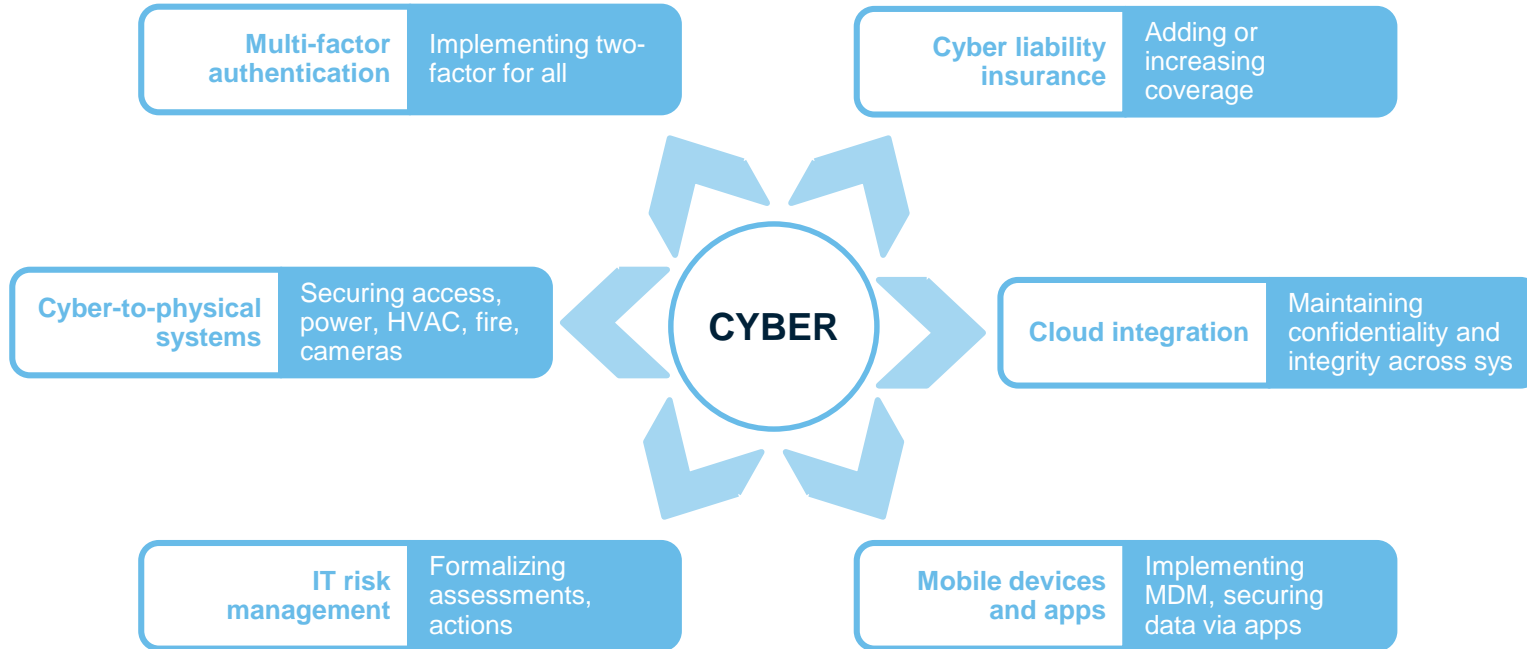 Multi-factor
authentication
Implementing two-
factor for all
Cyber liability
insurance
Adding or
increasing
coverage
Cyber-to-physical
systems
Securing access,
power, HVAC, fire,
cameras
CYBER
Cloud integration
Maintaining
confidentiality and
integrity across sys
IT risk
management
Formalizing
assessments,
actions
Mobile devices
and apps
Implementing
MDM, securing
data via apps